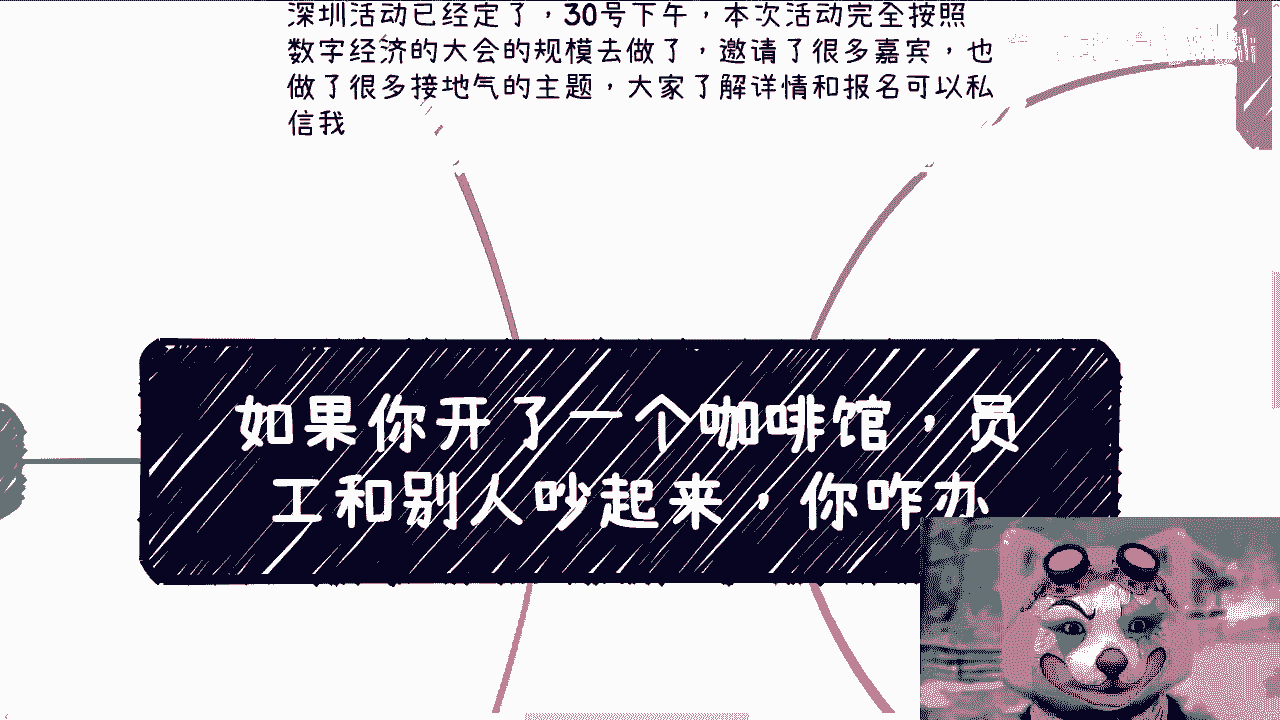 深圳活动已经定了，30号下午，本次活动完全按照
数字经济的大会的规模去做了，邀请了很多嘉宾，也
做了很多接地气的主题，大家了解详情和报名可以私
信我
如果你开了一个咖啡馆，员
工和别人吵起来，你咋办